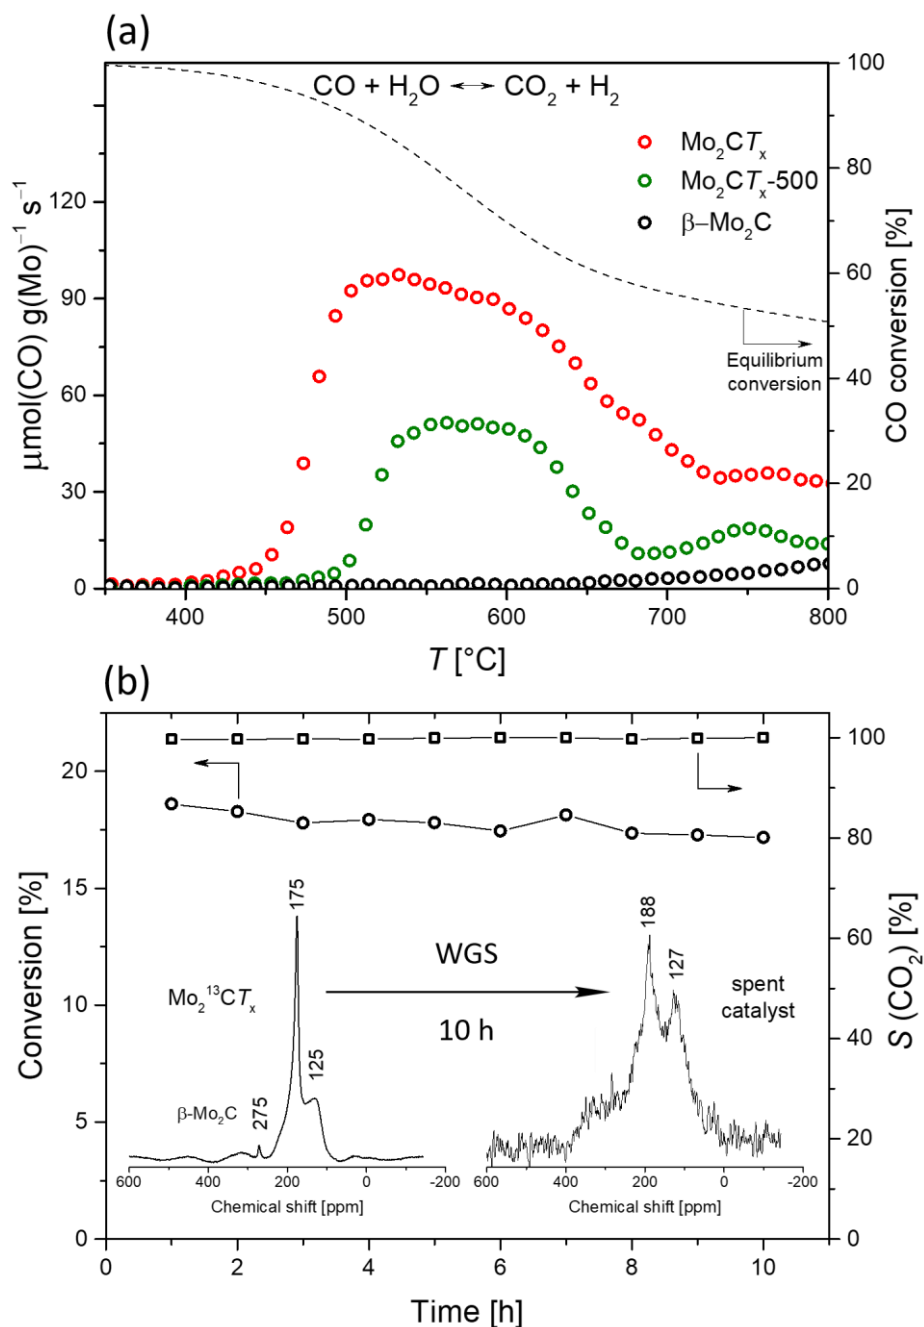 (a)
CO + H₂O ↔ CO₂ + H₂
Mo₂CTₓ
Mo₂CTₓ-500
β–Mo₂C
Equilibrium
conversion
120
90
60
30
0
μmol(CO) g(Mo)⁻¹ s⁻¹
100
80
60
40
20
0
CO conversion [%]
400
500
600
700
800
T [°C]
(b)
20
15
10
5
0
Conversion [%]
100
80
60
40
20
0
S (CO₂) [%]
175
125
275
Mo₂¹³CTₓ
β-Mo₂C
WGS
10 h
188
127
spent
catalyst
600
400
200
0
-200
Chemical shift [ppm]
600
400
200
0
-200
Chemical shift [ppm]
0
2
4
6
8
10
Time [h]